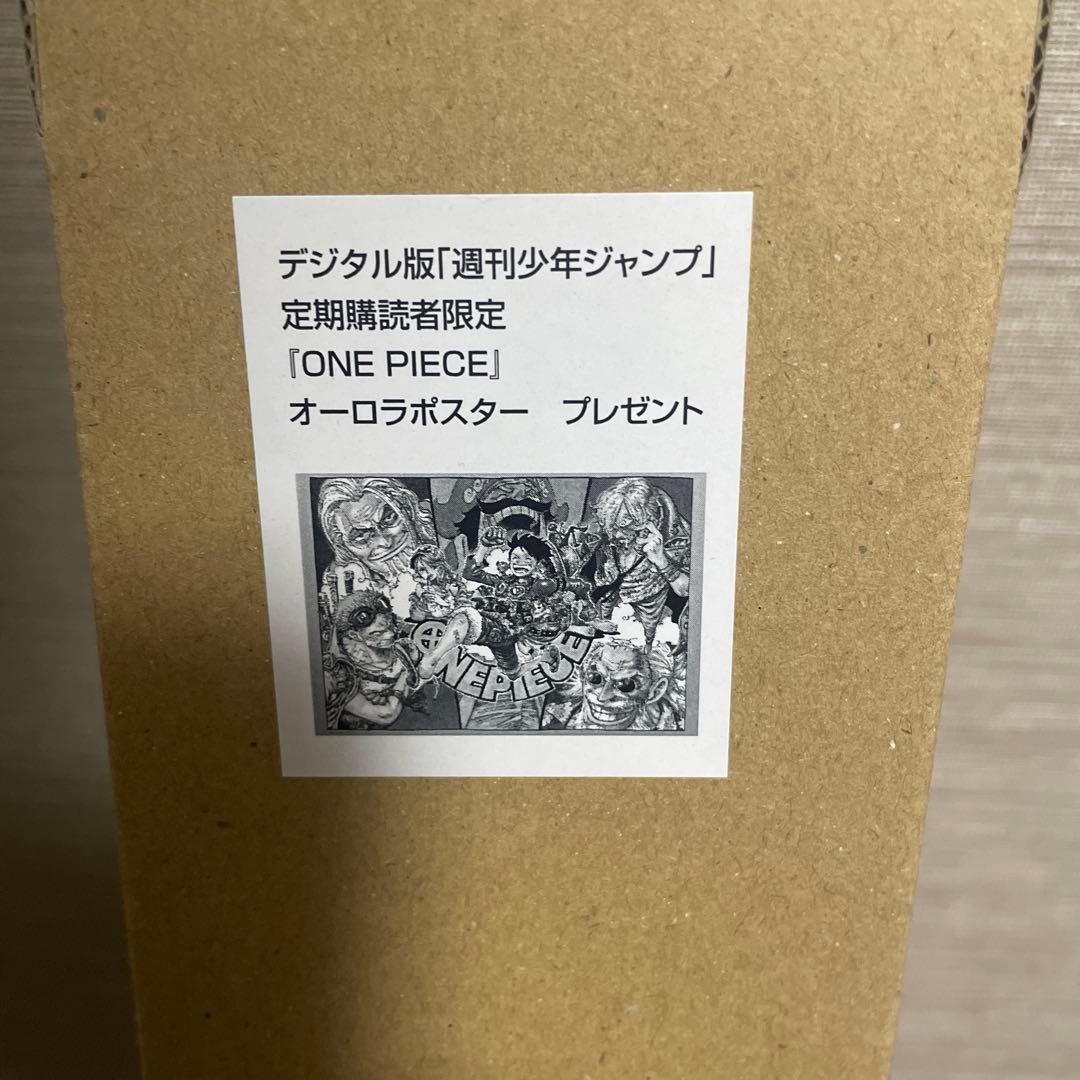 デジタル版「週刊少年ジャンプ」
定期購読者限定
『ONE PIECE』
オーロラポスター　プレゼント
ONE PIECE